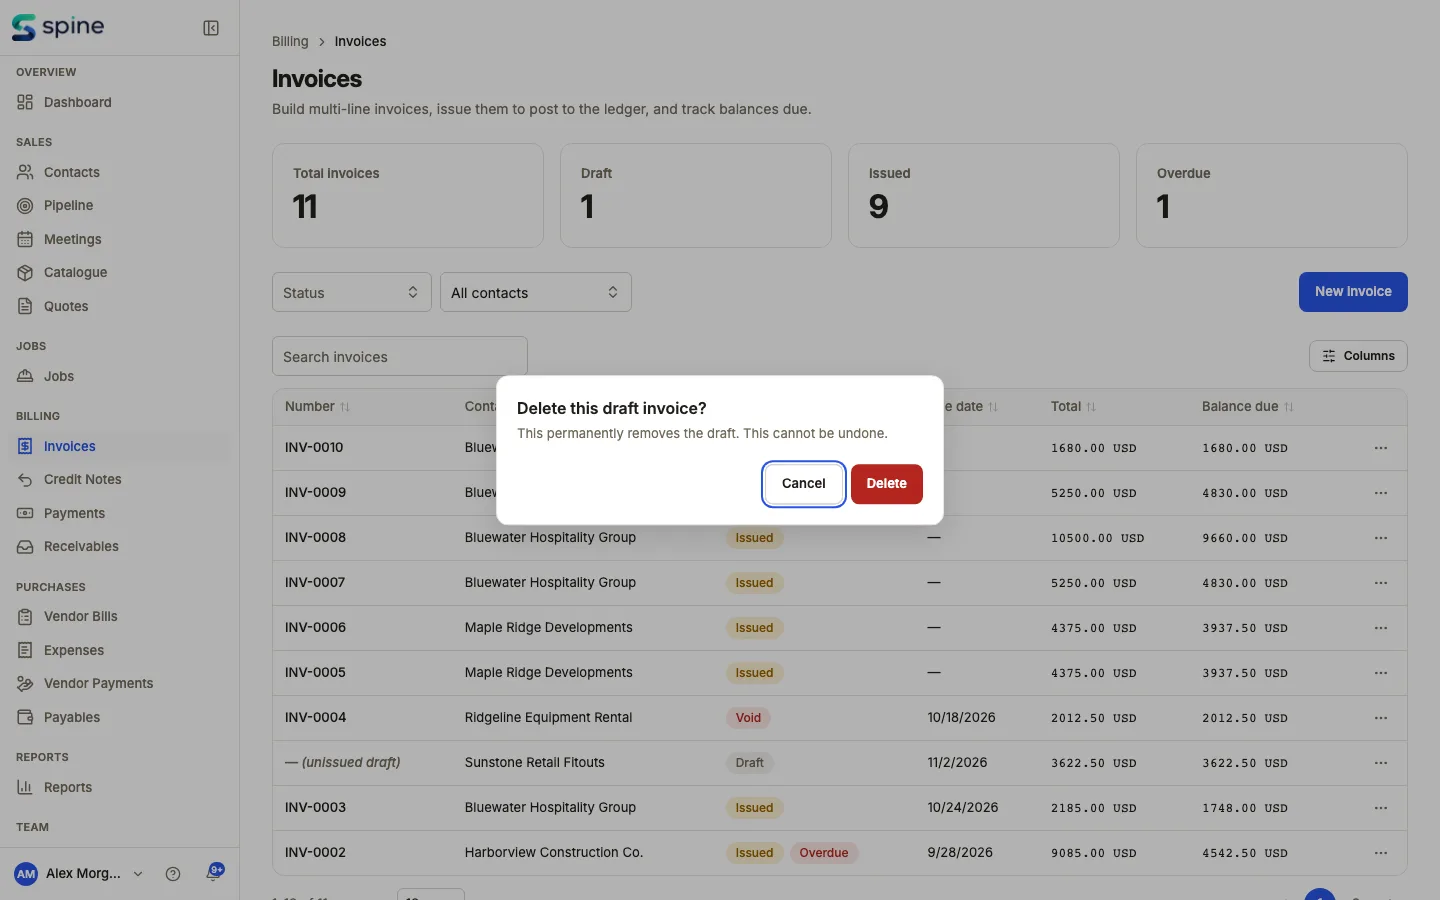 spine
Billing > Invoices
OVERVIEW
Dashboard
SALES
Contacts
Pipeline
Meetings
Catalogue
Quotes
JOBS
Jobs
BILLING
Invoices
Credit Notes
Payments
Receivables
PURCHASES
Vendor Bills
Expenses
Vendor Payments
Payables
REPORTS
Reports
TEAM
AM Alex Morg... 9+
Invoices
Build multi-line invoices, issue them to post to the ledger, and track balances due.
Total invoices Draft Issued Overdue
11 1 9 1
Status All contacts New invoice
Search invoices Columns
Number e date Total Balance due
INV-0010 1680.00 USD 1680.00 USD
INV-0009 5250.00 USD 4830.00 USD
Delete this draft invoice?
This permanently removes the draft. This cannot be undone.
Cancel Delete
INV-0008 Bluewater Hospitality Group Issued — 10500.00 USD 9660.00 USD
INV-0007 Bluewater Hospitality Group Issued — 5250.00 USD 4830.00 USD
INV-0006 Maple Ridge Developments Issued — 4375.00 USD 3937.50 USD
INV-0005 Maple Ridge Developments Issued — 4375.00 USD 3937.50 USD
INV-0004 Ridgeline Equipment Rental Void 10/18/2026 2012.50 USD 2012.50 USD
— (unissued draft) Sunstone Retail Fitouts Draft 11/2/2026 3622.50 USD 3622.50 USD
INV-0003 Bluewater Hospitality Group Issued 10/24/2026 2185.00 USD 1748.00 USD
INV-0002 Harborview Construction Co. Issued Overdue 9/28/2026 9085.00 USD 4542.50 USD